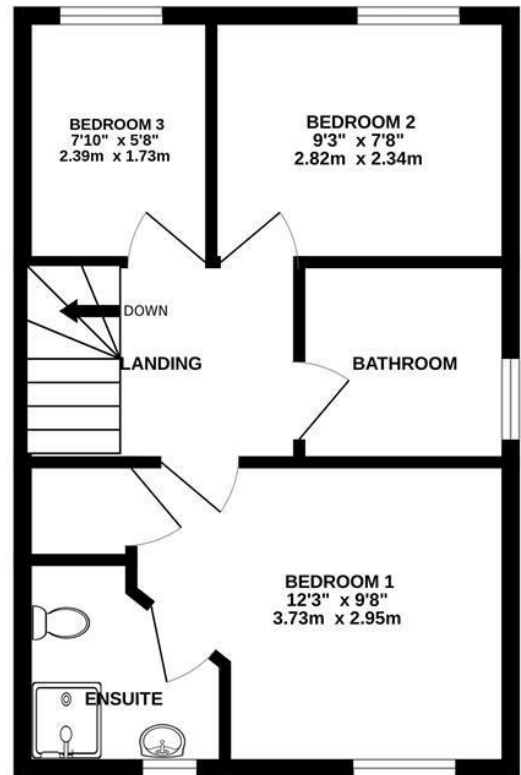 BEDROOM 3
7'10" x 5'8"
2.39m x 1.73m
BEDROOM 2
9'3" x 7'8"
2.82m x 2.34m
DOWN
LANDING
BATHROOM
BEDROOM 1
12'3" x 9'8"
3.73m x 2.95m
ENSUITE